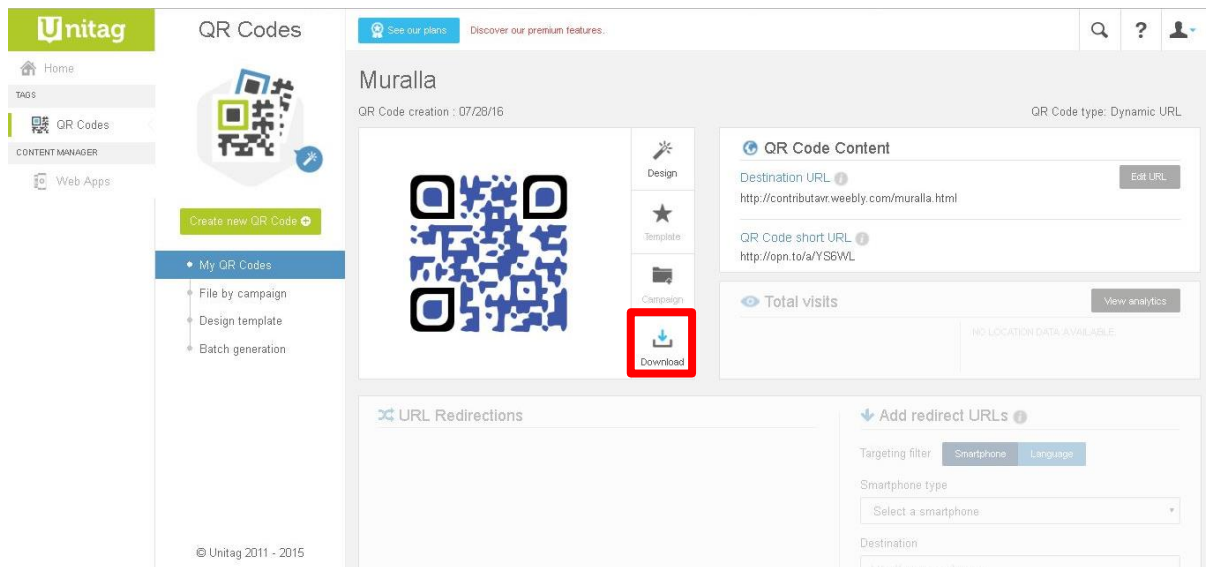 Unitag
Home
TAGS
QR Codes
CONTENT MANAGER
Web Apps
QR Codes
Create new QR Code
My QR Codes
File by campaign
Design template
Batch generation
© Unitag 2011 - 2015
See our plans
Discover our premium features.
?
Muralla
QR Code creation : 07/28/16
QR Code type: Dynamic URL
Design
Template
Campaign
Download
QR Code Content
Destination URL
Edit URL
http://contributavr.weebly.com/muralla.html
QR Code short URL
http://opn.to/a/YS6WL
Total visits
View analytics
NO LOCATION DATA AVAILABLE
URL Redirections
Add redirect URLs
Targeting filter
Smartphone
Language
Smartphone type
Select a smartphone
Destination